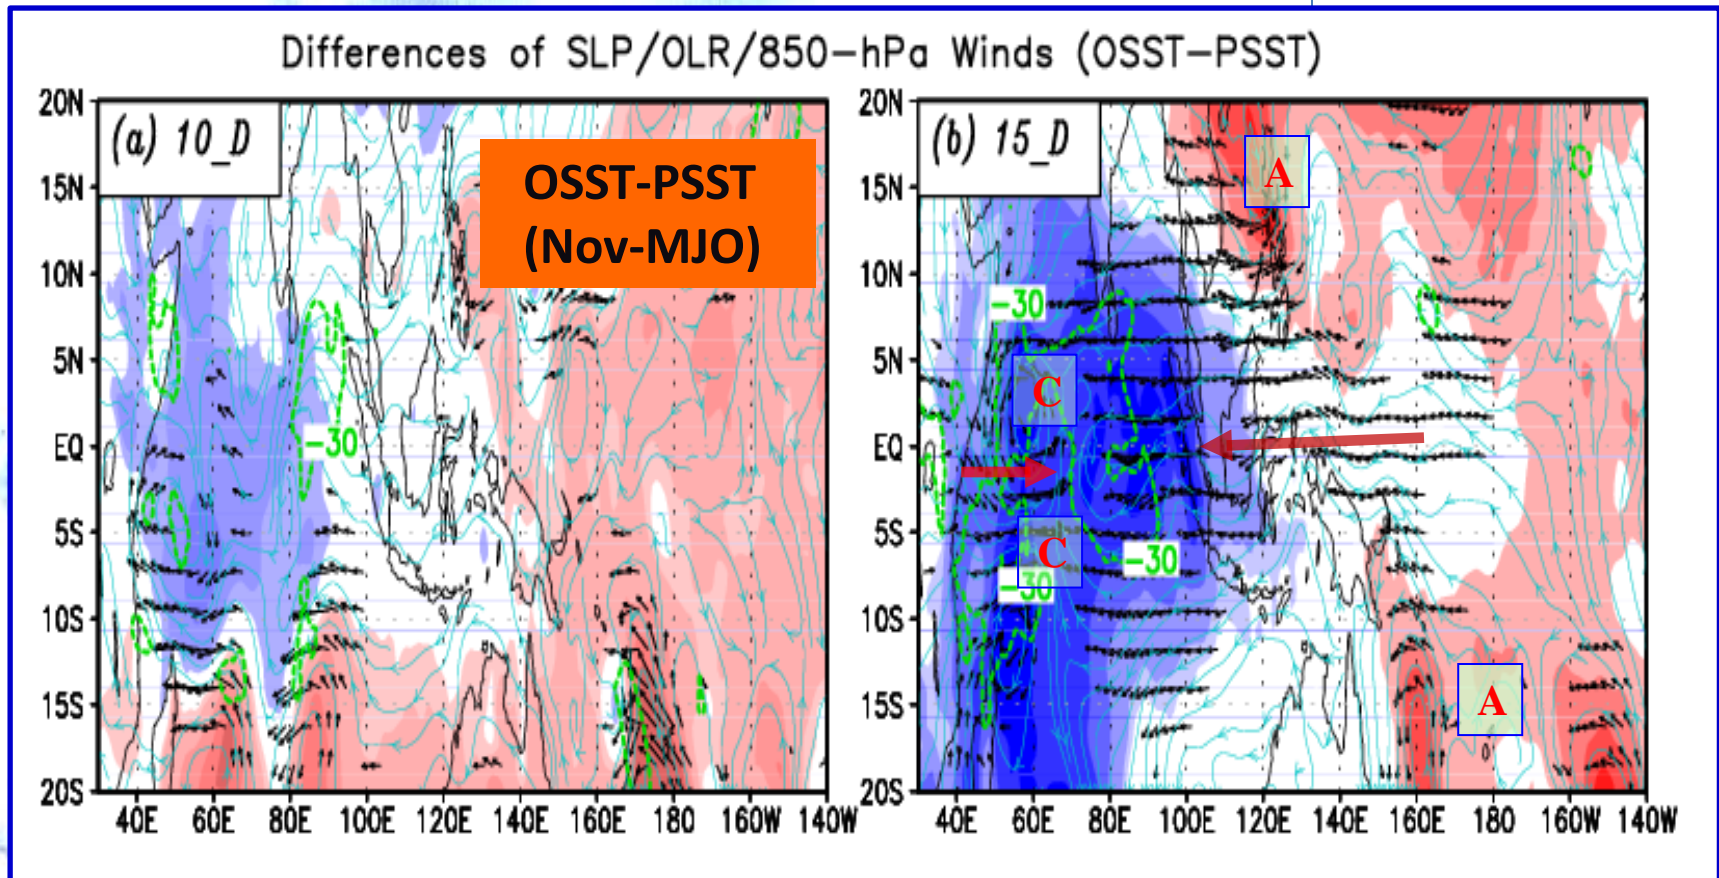 Differences of SLP/OLR/850-hPa Winds (OSST-PSST)
(a) 10_D
OSST-PSST
(Nov-MJO)
20N
15N
10N
5N
EQ
5S
10S
15S
20S
-30
40E 60E 80E 100E 120E 140E 160E 180 160W 140W
(b) 15_D
20N
15N
10N
5N
EQ
5S
10S
15S
20S
A
-30
C
C
-30
-30
A
40E 60E 80E 100E 120E 140E 160E 180 160W 140W